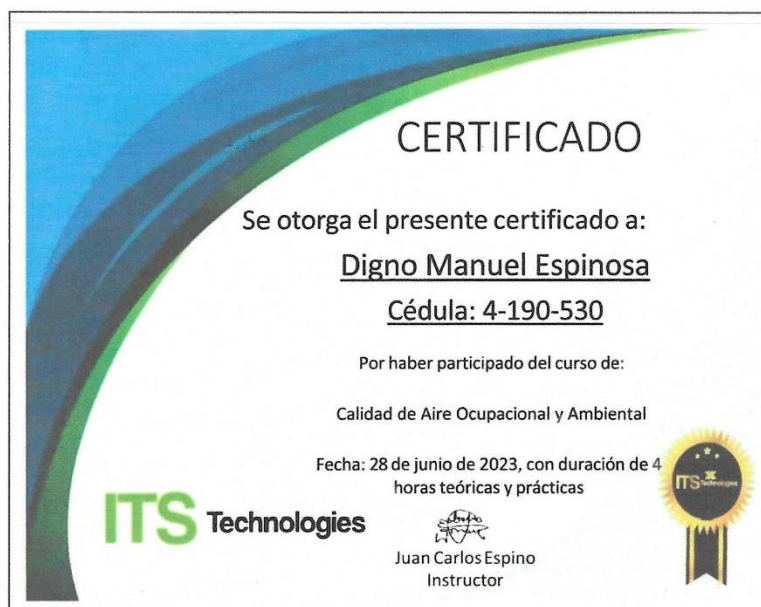 CERTIFICADO
Se otorga el presente certificado a:
Digno Manuel Espinosa
Cédula: 4-190-530
Por haber participado del curso de:
Calidad de Aire Ocupacional y Ambiental
Fecha: 28 de junio de 2023, con duración de 4
horas teóricas y prácticas
ITS Technologies
ITS Technologies
Juan Carlos Espino
Instructor